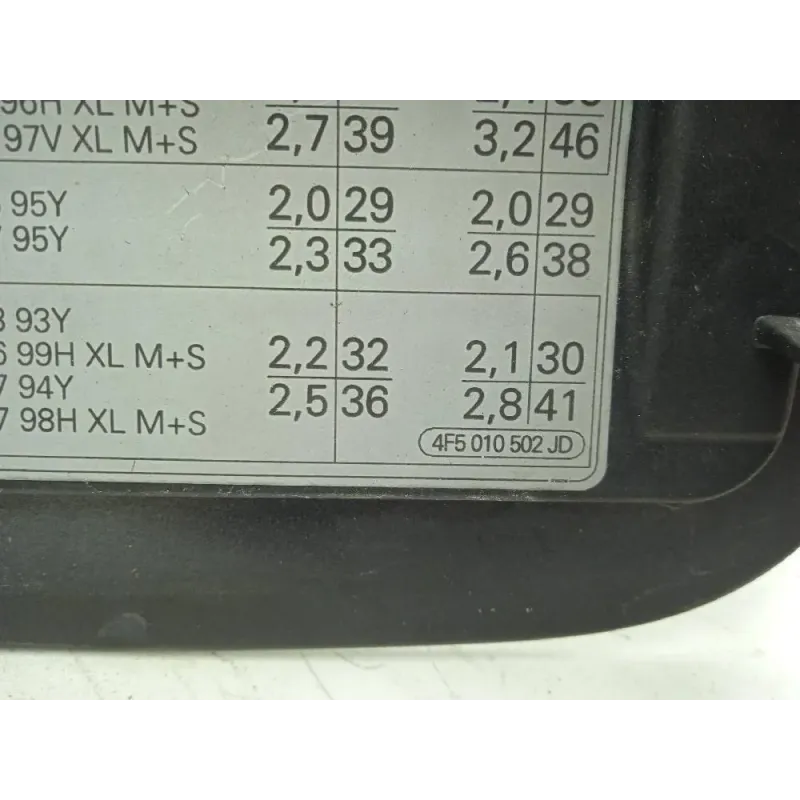 96H XL M+S
97V XL M+S 2,7 39 3,2 46
95Y 2,0 29 2,0 29
95Y 2,3 33 2,6 38
93Y
99H XL M+S 2,2 32 2,1 30
94Y 2,5 36 2,8 41
98H XL M+S
4F5 010 502 JD